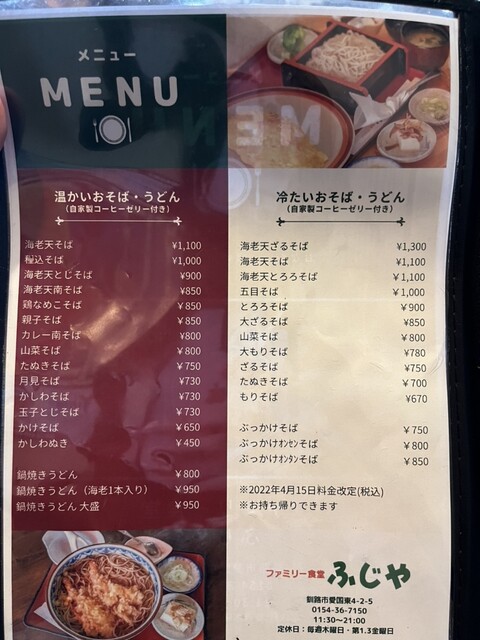 メニュー
MENU
温かいおそば・うどん
(自家製コーヒーゼリー付き)
海老天そば ¥1,100
穏込そば ¥1,000
海老天とじそば ¥900
海老天南そば ¥850
鶏なめこそば ¥850
親子そば ¥850
カレー南そば ¥800
山菜そば ¥800
たぬきそば ¥750
月見そば ¥730
かしわそば ¥730
玉子とじそば ¥730
かけそば ¥650
かしわぬき ¥450
鍋焼きうどん ¥800
鍋焼きうどん（海老1本入り） ¥950
鍋焼きうどん 大盛 ¥950
冷たいおそば・うどん
(自家製コーヒーゼリー付き)
海老天ざるそば ¥1,300
海老天そば ¥1,100
海老天とろろそば ¥1,100
五目そば ¥1,000
とろろそば ¥900
大ざるそば ¥850
山菜そば ¥800
大もりそば ¥780
ざるそば ¥750
たぬきそば ¥700
もりそば ¥670
ぶっかけそば ¥750
ぶっかけｵﾝｾﾝそば ¥800
ぶっかけｵﾝﾀﾝそば ¥850
※2022年4月15日料金改定(税込)
※お持ち帰りできます
ファミリー食堂 ふじや
釧路市愛国東4-2-5
0154-36-7150
11:30〜21:00
定休日：毎週木曜日・第1.3金曜日